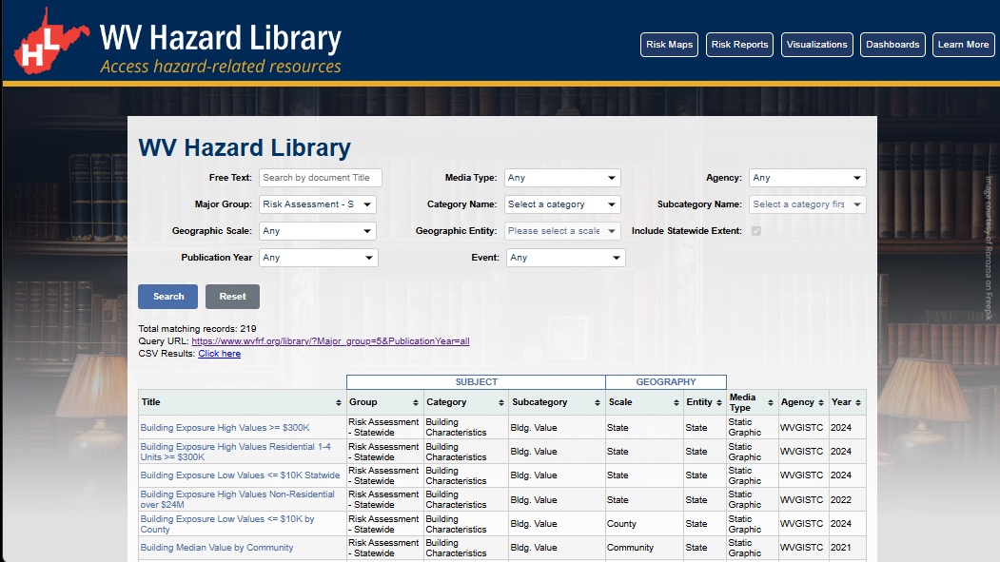 HL
WV Hazard Library
Access hazard-related resources
Risk Maps
Risk Reports
Visualizations
Dashboards
Learn More
WV Hazard Library
Free Text: Search by document Title
Media Type: Any
Agency: Any
Major Group: Risk Assessment - S
Category Name: Select a category
Subcategory Name: Select a category firs
Geographic Scale: Any
Geographic Entity: Please select a scale
Include Statewide Extent:
Publication Year Any
Event: Any
Search
Reset
Total matching records: 219
Query URL: https://www.wvfrf.org/library/?Major_group=5&PublicationYear=all
CSV Results: Click here
SUBJECT GEOGRAPHY
Title Group Category Subcategory Scale Entity Media Type Agency Year
Building Exposure High Values >= $300K Risk Assessment - Statewide Building Characteristics Bldg. Value State State Static Graphic WVGISTC 2024
Building Exposure High Values Residential 1-4 Units >= $300K Risk Assessment - Statewide Building Characteristics Bldg. Value State State Static Graphic WVGISTC 2024
Building Exposure Low Values <= $10K Statwide Risk Assessment - Statewide Building Characteristics Bldg. Value State State Static Graphic WVGISTC 2024
Building Exposure High Values Non-Residential over $24M Risk Assessment - Statewide Building Characteristics Bldg. Value State State Static Graphic WVGISTC 2022
Building Exposure Low Values <= $10K by County Risk Assessment - Statewide Building Characteristics Bldg. Value County State Static Graphic WVGISTC 2024
Building Median Value by Community Risk Assessment - Statewide Building Characteristics Bldg. Value Community State Static Graphic WVGISTC 2021
Image courtesy of Rorozoa on Freepik